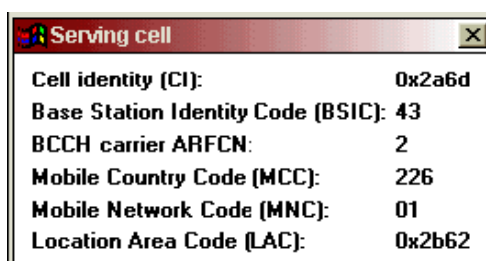 Serving cell
Cell identity (CI): 0x2a6d
Base Station Identity Code (BSIC): 43
BCCH carrier ARFCN: 2
Mobile Country Code (MCC): 226
Mobile Network Code (MNC): 01
Location Area Code (LAC): 0x2b62